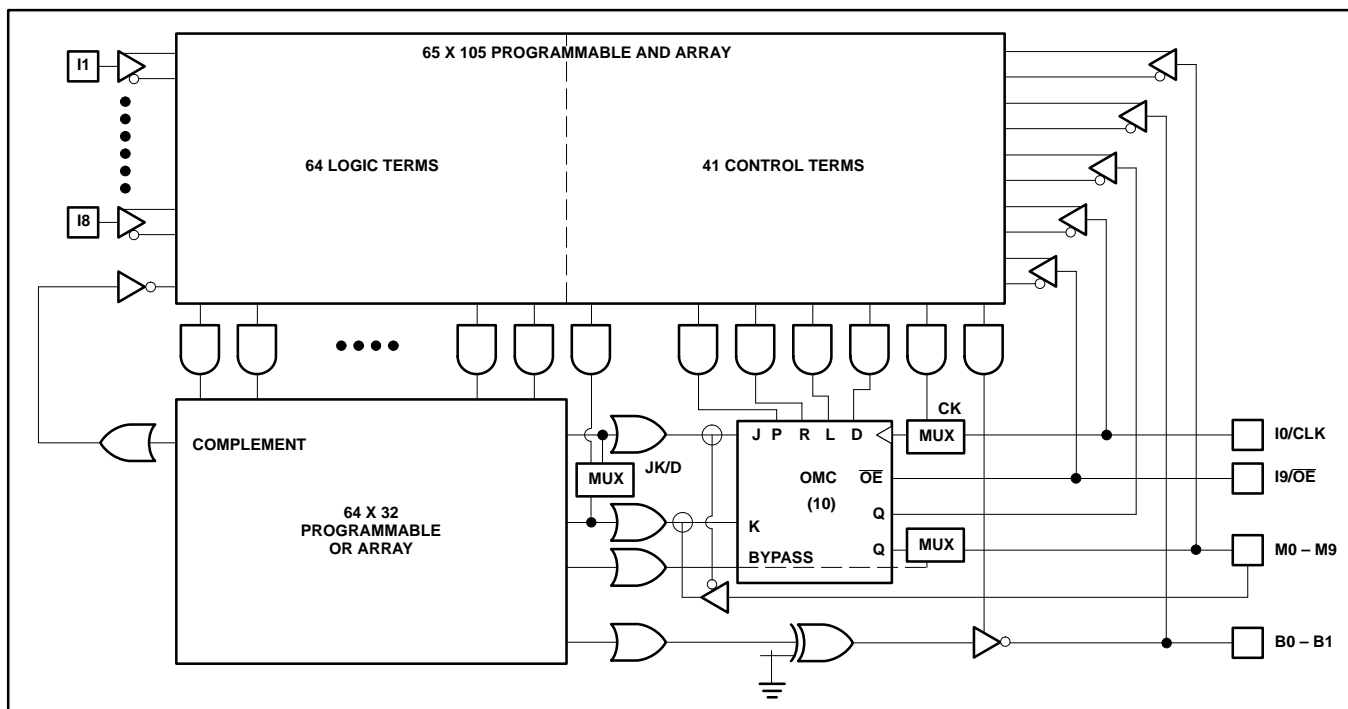 65 X 105 PROGRAMMABLE AND ARRAY
I1
64 LOGIC TERMS
41 CONTROL TERMS
I8
COMPLEMENT
64 X 32
PROGRAMMABLE
OR ARRAY
JK/D
MUX
J P R L D
OMC
(10)
OE
K
Q
Q
BYPASS
CK
MUX
MUX
I0/CLK
I9/OE
M0 – M9
B0 – B1